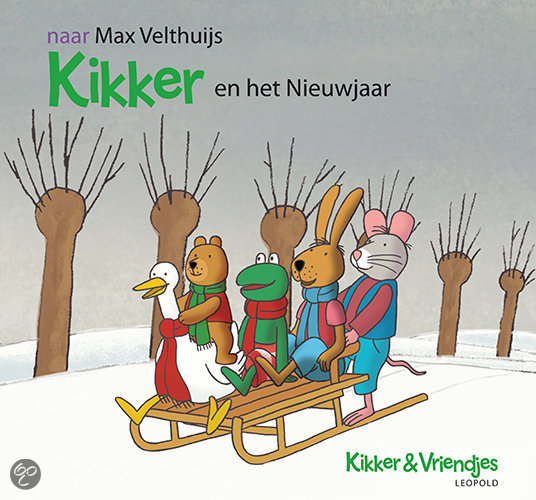 naar Max Velthuijs
Kikker en het Nieuwjaar
Kikker & Vriendjes
LEOPOLD